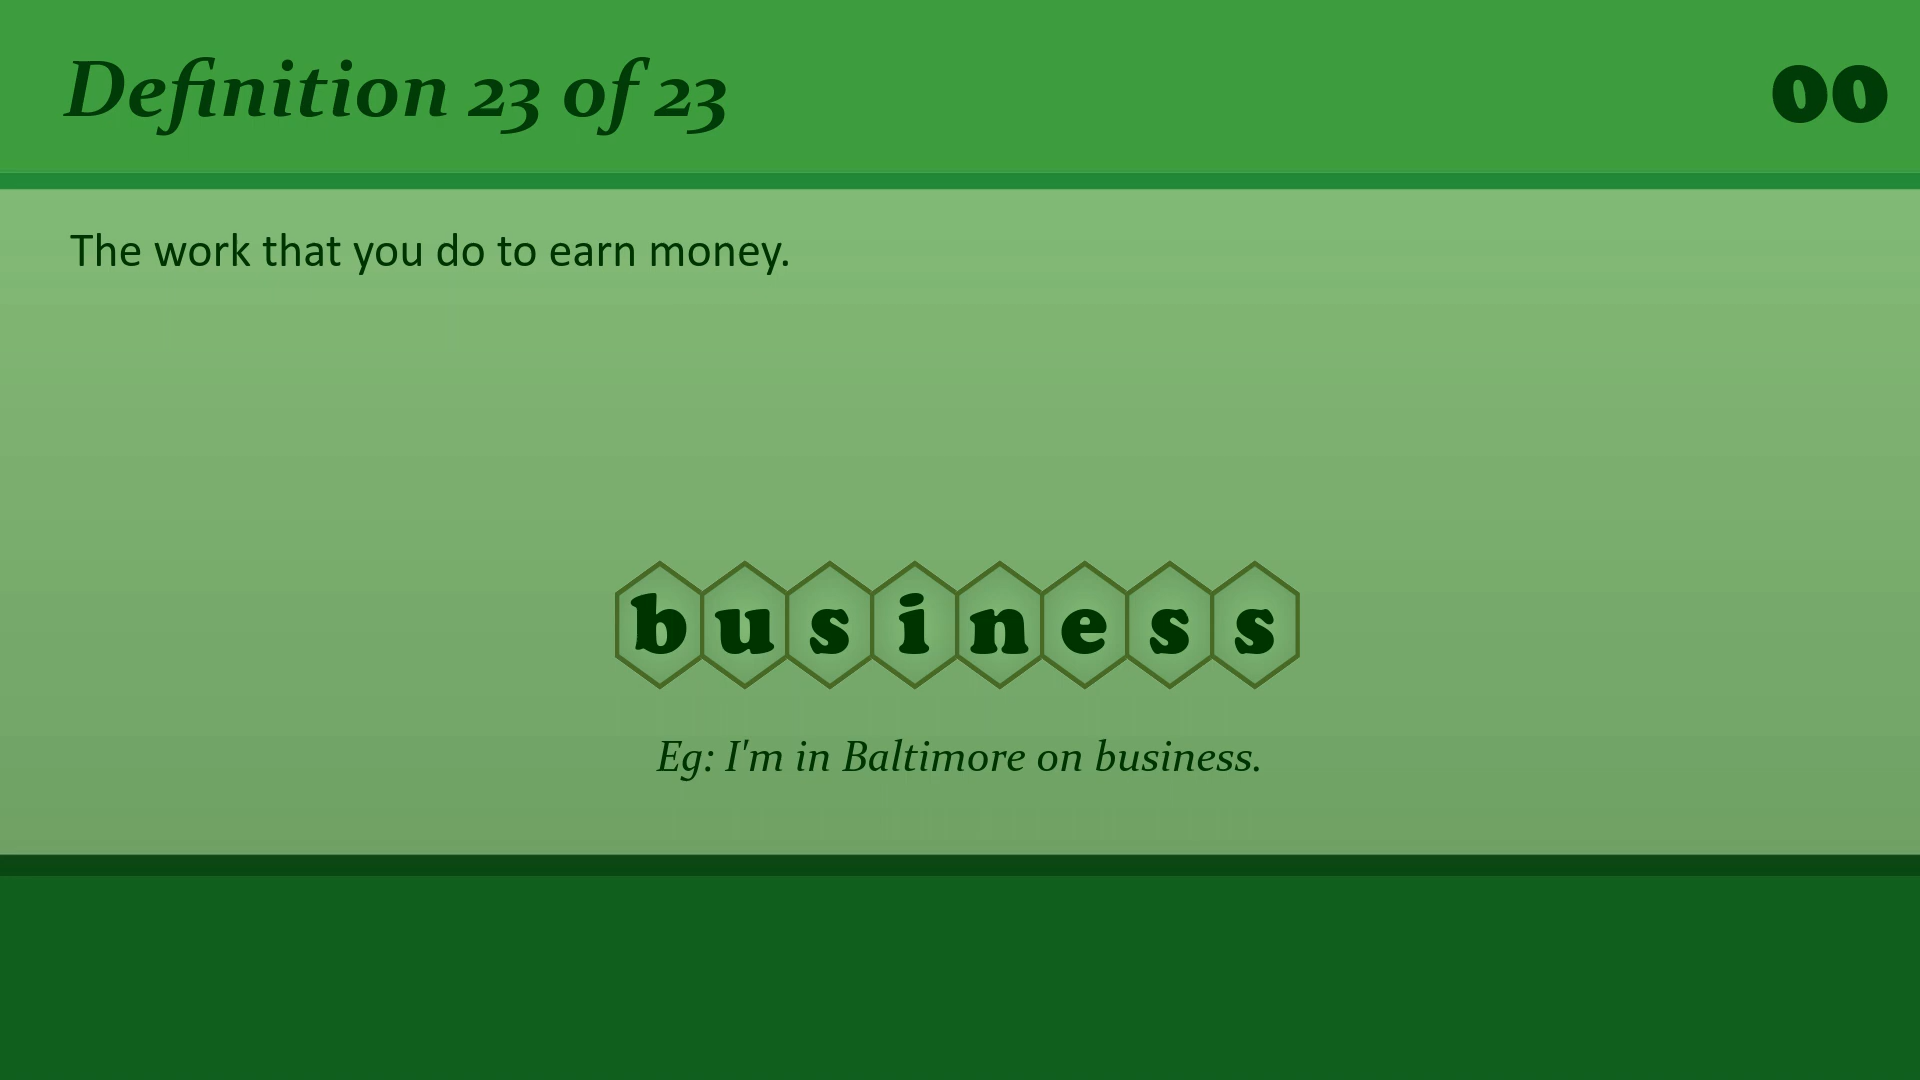 Definition 23 of 23
00
The work that you do to earn money.
business
Eg: I'm in Baltimore on business.